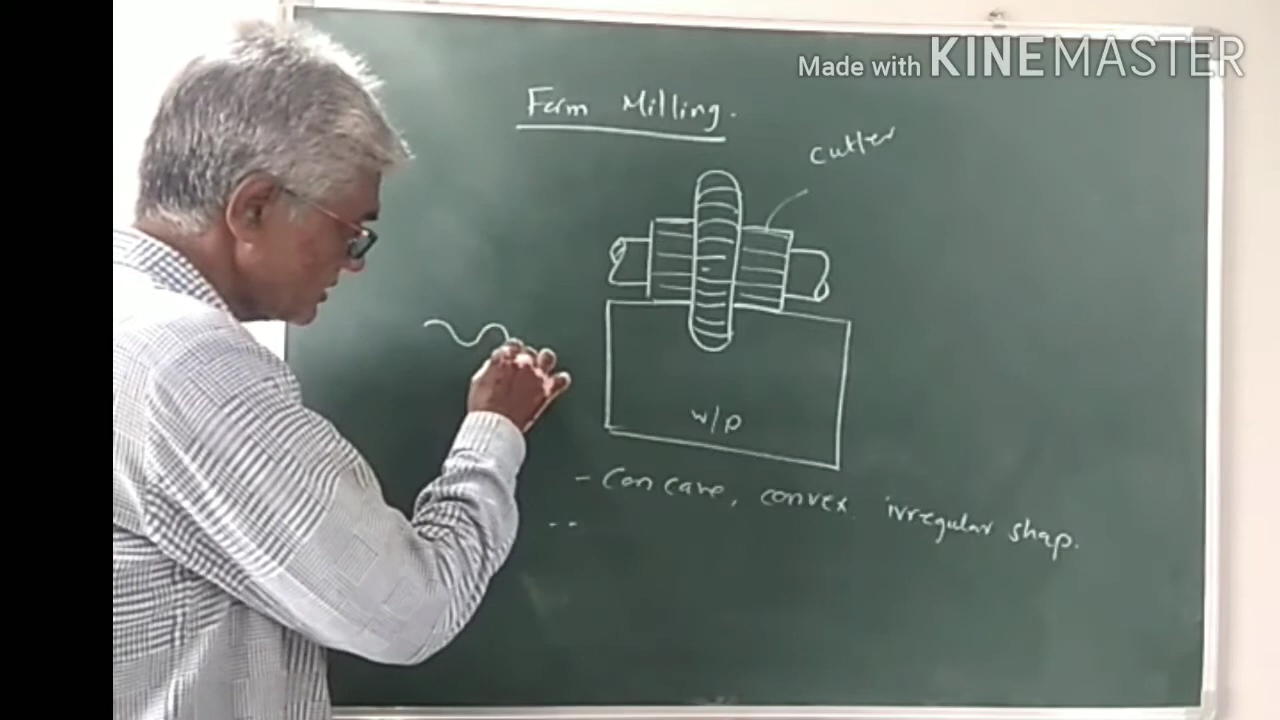 Made with KINEMASTER
Form Milling.
cutter
w/p
- Concave, convex. irregular shap.